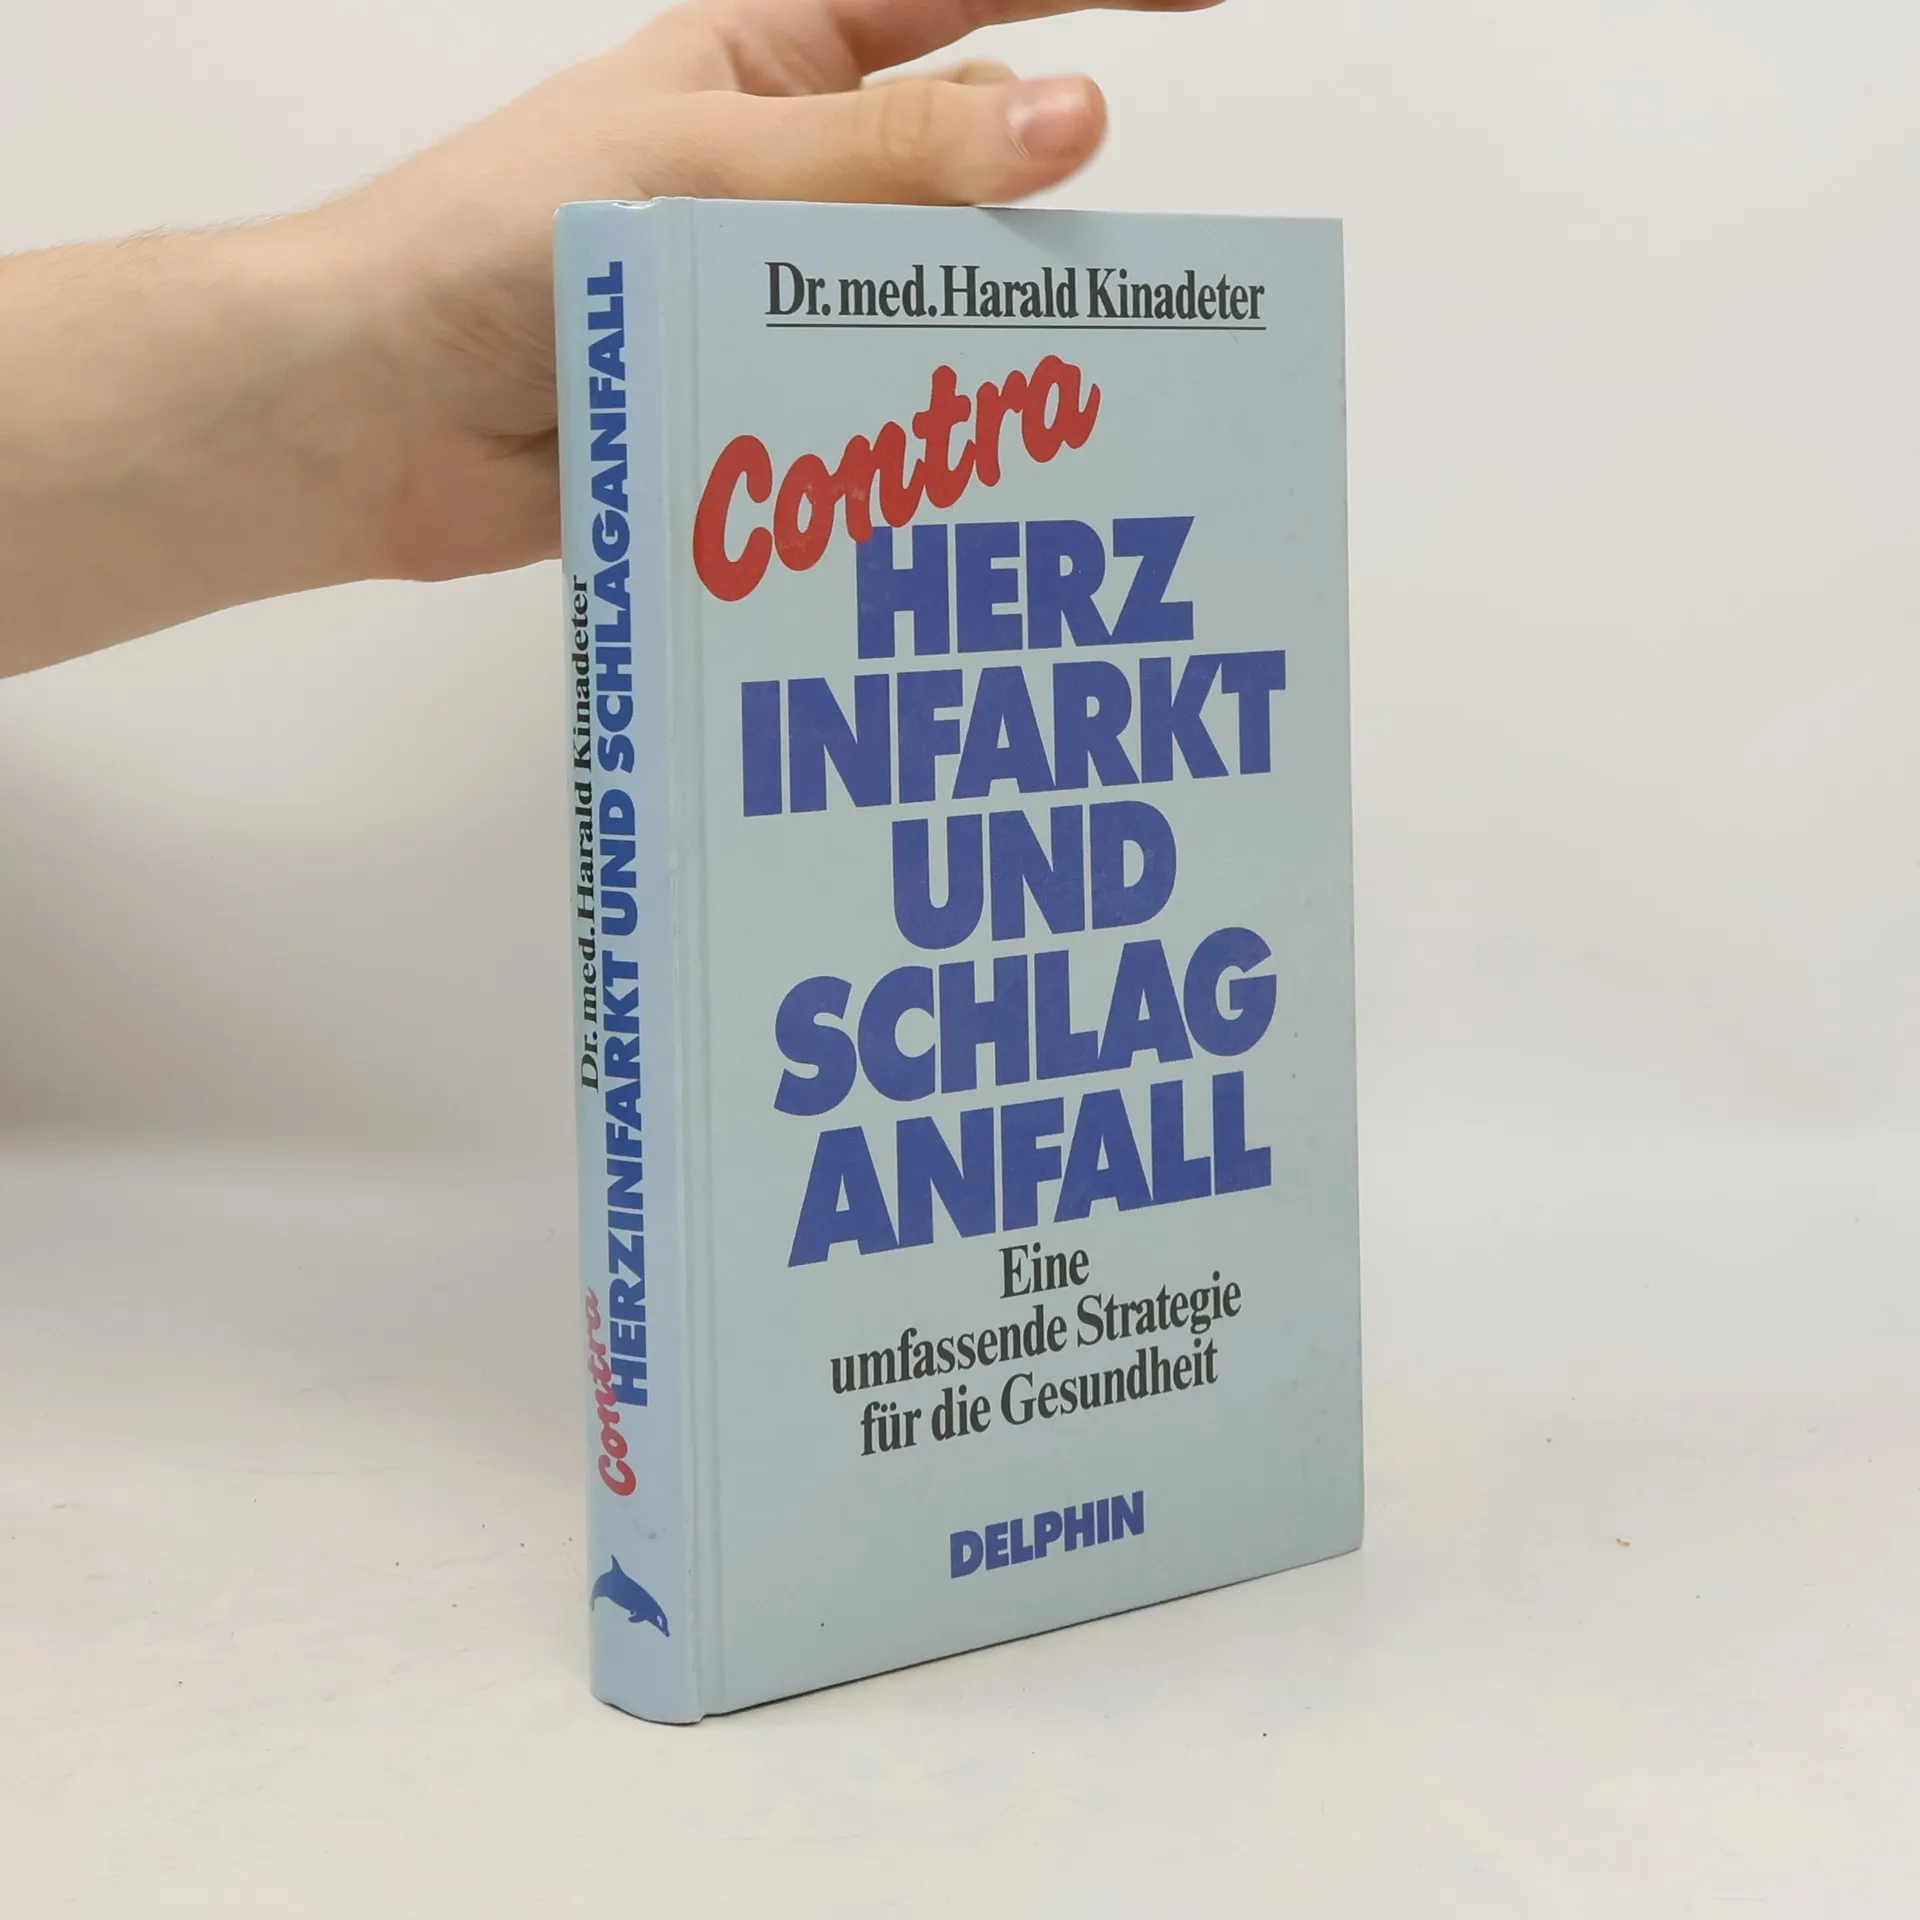 Dr. med. Harald Kinadeter
Contra
HERZ
INFARKT
UND
SCHLAG
ANFALL
Eine
umfassende Strategie
für die Gesundheit
DELPHIN
Dr. med. Harald Kinadeter
Contra
HERZINFARKT UND SCHLAGANFALL